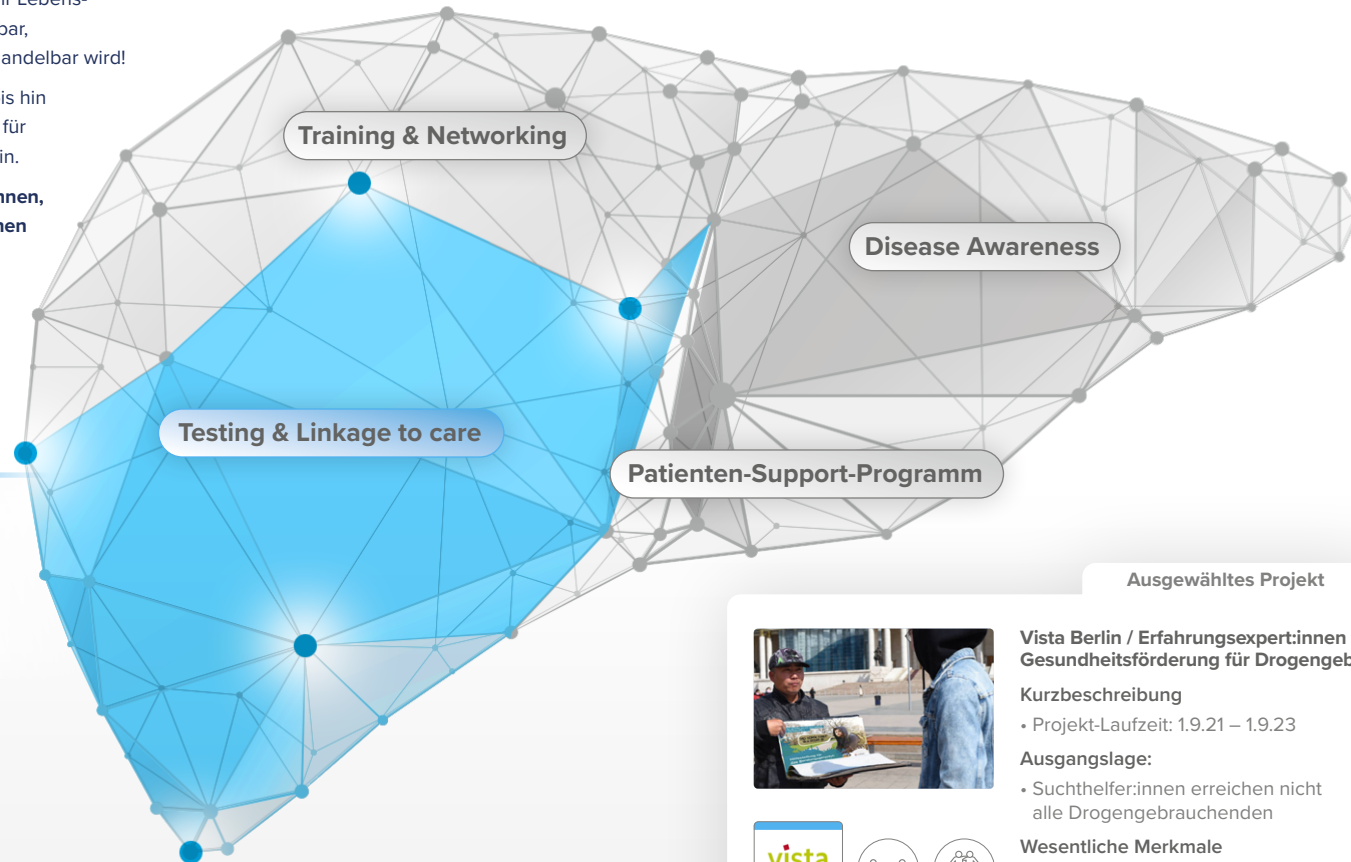 bar,
andelbar wird!
is hin
für
in.
nnen,
nen
Training & Networking
Disease Awareness
Testing & Linkage to care
Patienten-Support-Programm
Ausgewähltes Projekt
Vista Berlin / Erfahrungsexpert:innen
Gesundheitsförderung für Drogengeb
Kurzbeschreibung
• Projekt-Laufzeit: 1.9.21 – 1.9.23
Ausgangslage:
• Suchthelfer:innen erreichen nicht
alle Drogengebrauchenden
Wesentliche Merkmale
vista